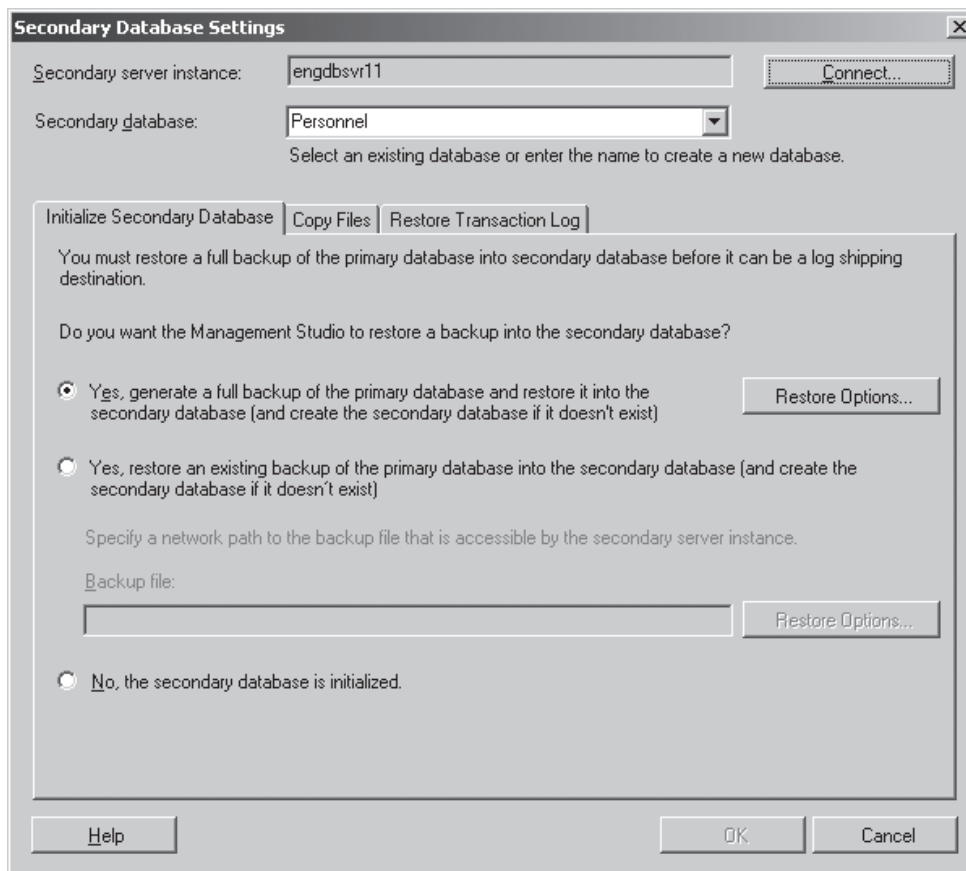 Secondary Database Settings
Secondary server instance:
engdbsvr11
Connect...
Secondary database:
Personnel
Select an existing database or enter the name to create a new database.
Initialize Secondary Database
Copy Files
Restore Transaction Log
You must restore a full backup of the primary database into secondary database before it can be a log shipping
destination.
Do you want the Management Studio to restore a backup into the secondary database?
Yes, generate a full backup of the primary database and restore it into the
secondary database (and create the secondary database if it doesn't exist)
Restore Options...
Yes, restore an existing backup of the primary database into the secondary database (and create the
secondary database if it doesn´t exist)
Specify a network path to the backup file that is accessible by the secondary server instance.
Backup file:
Restore Options...
No, the secondary database is initialized.
Help
OK
Cancel